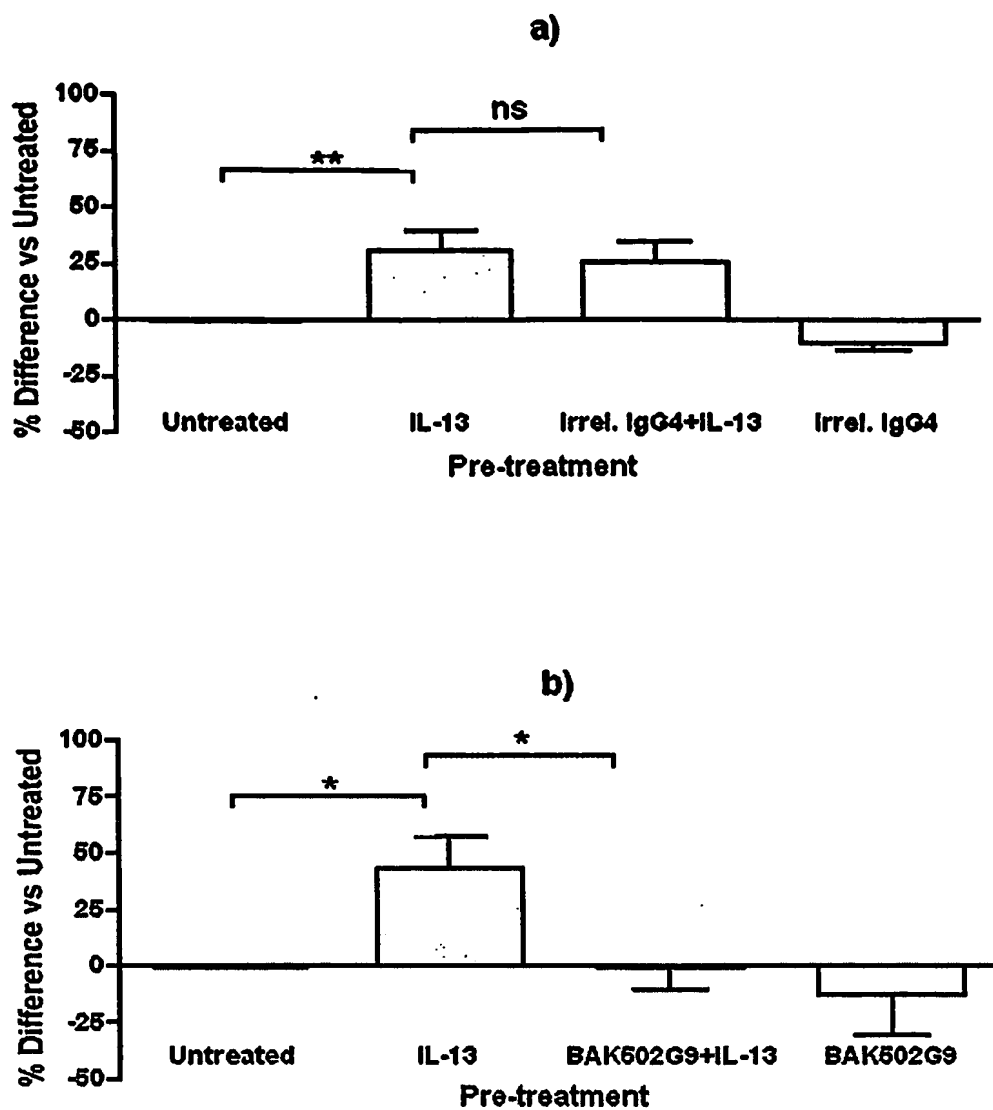 a)
% Difference vs Untreated
100
75
50
25
0
-25
-50
**
ns
Untreated
IL-13
Irrel. IgG4+IL-13
Irrel. IgG4
Pre-treatment
b)
% Difference vs Untreated
100
75
50
25
0
-25
-50
*
*
Untreated
IL-13
BAK502G9+IL-13
BAK502G9
Pre-treatment